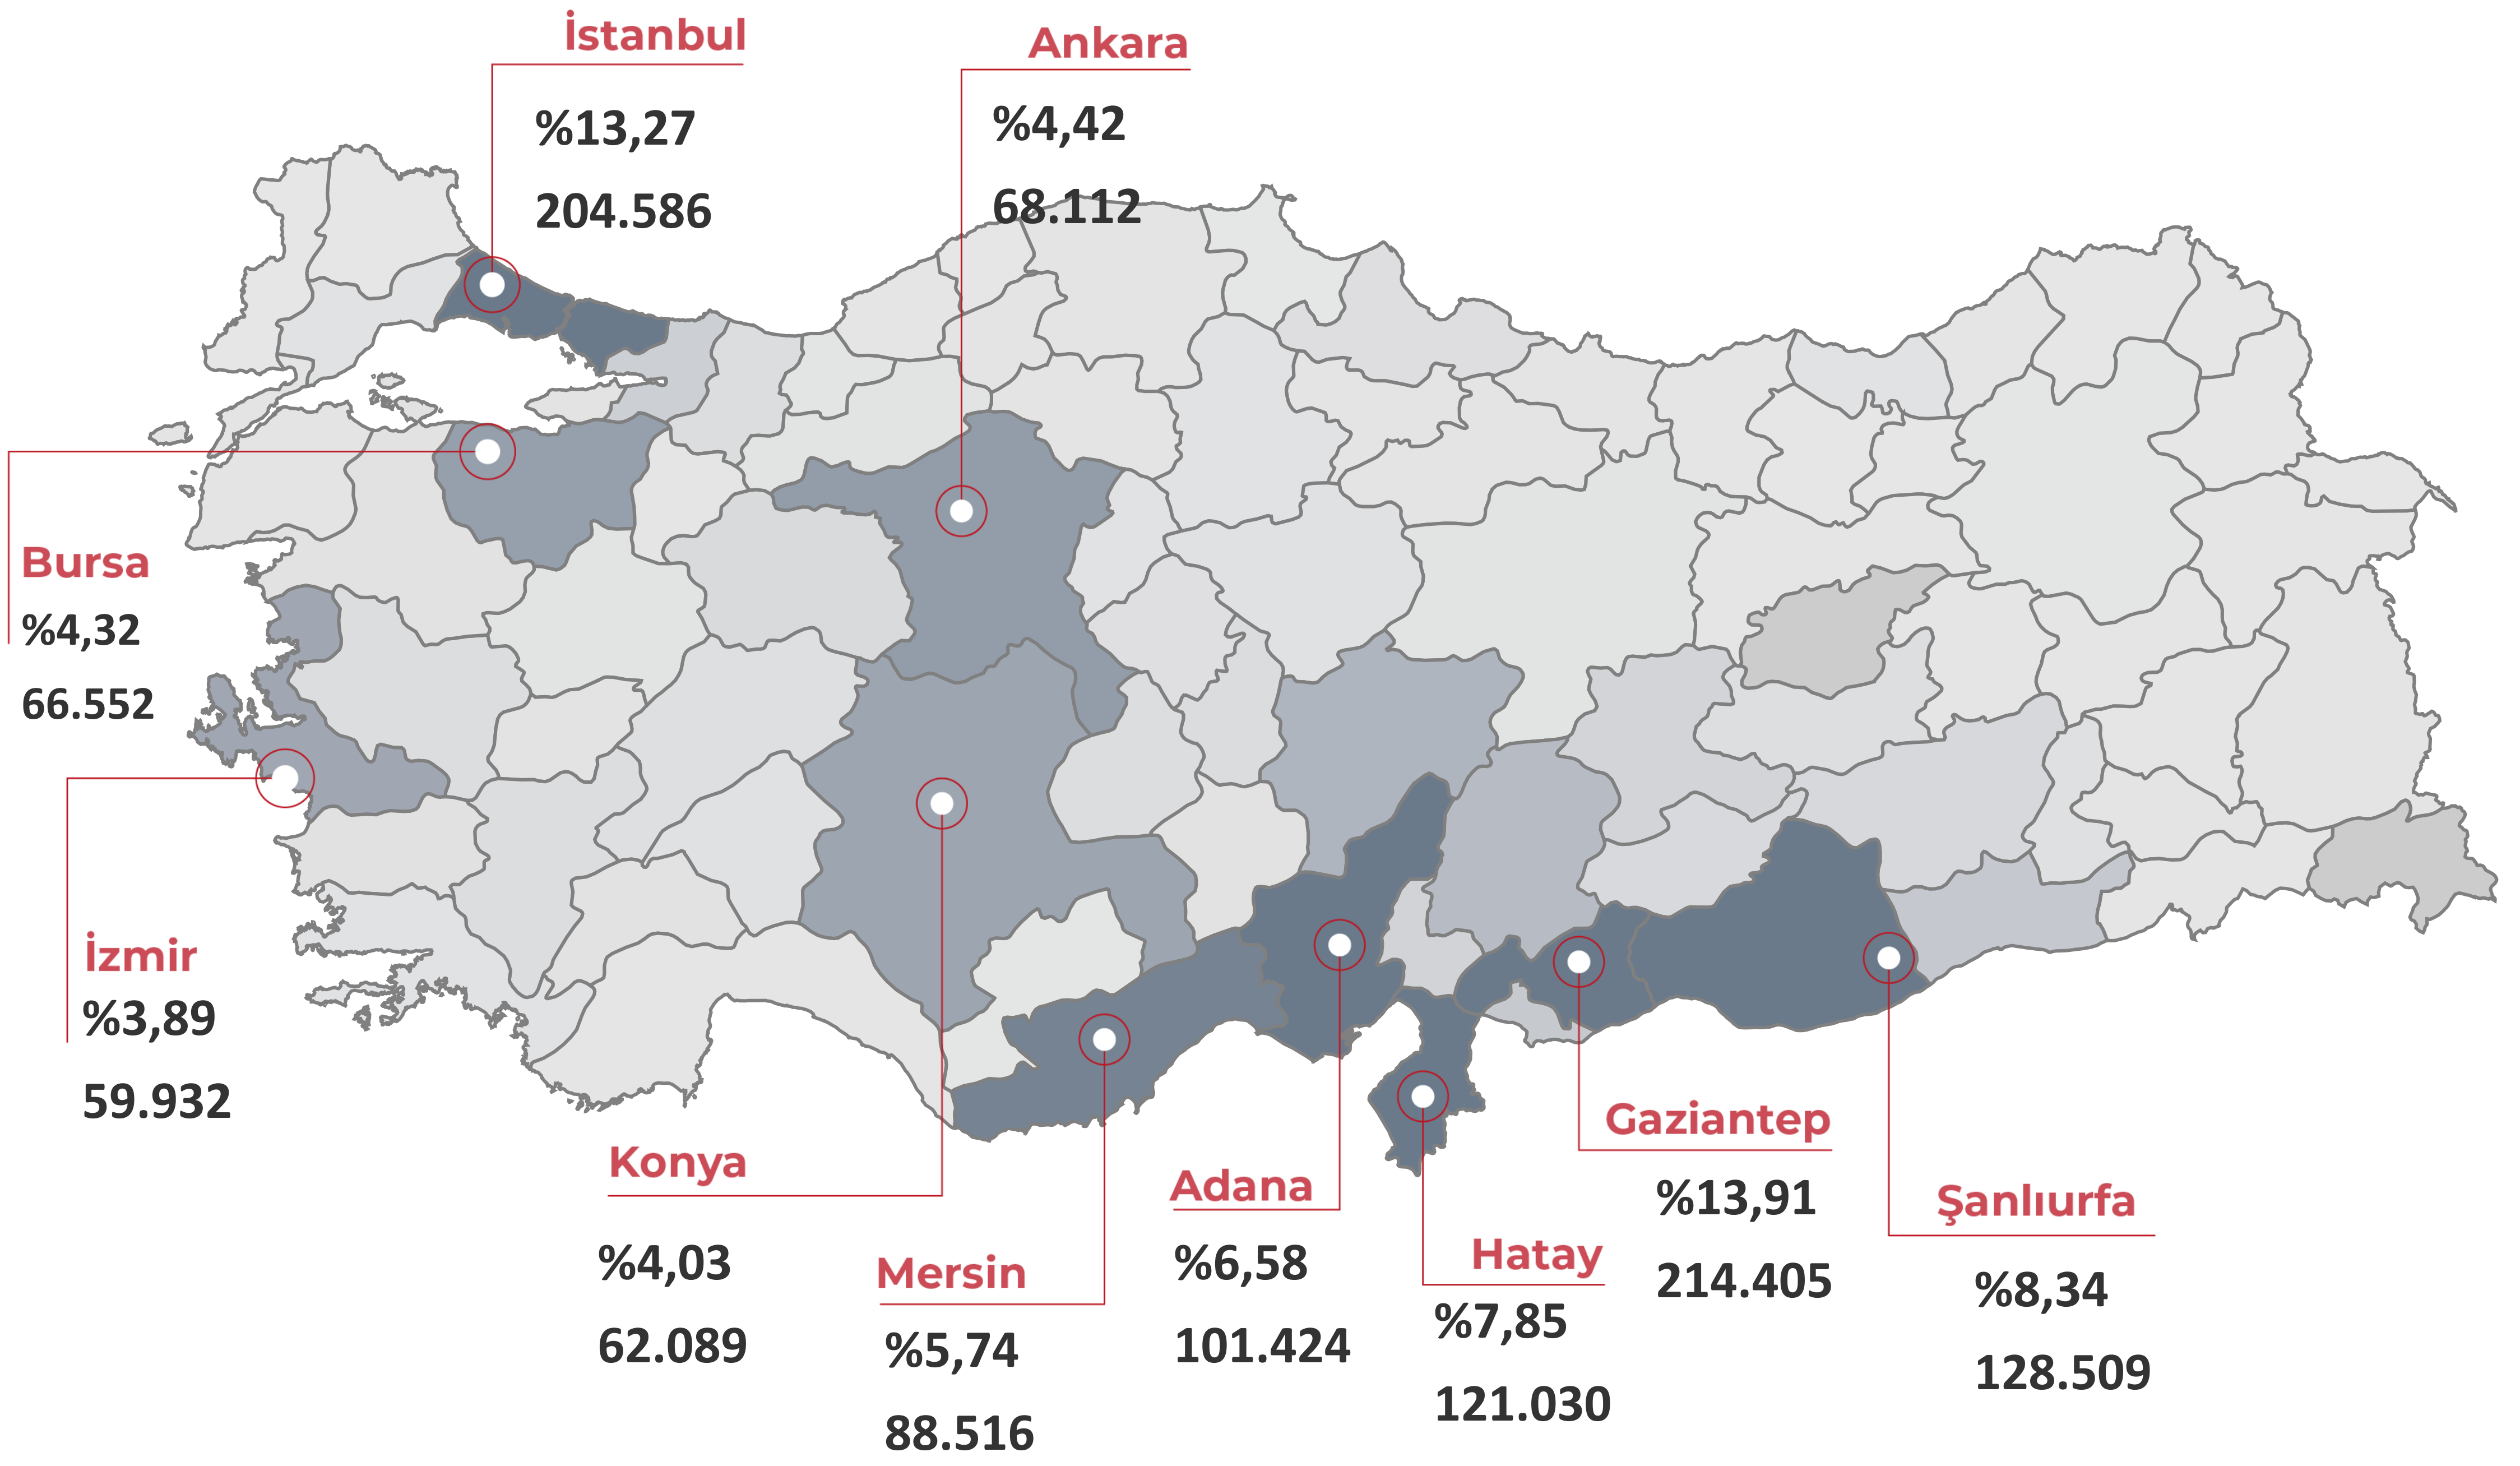 İstanbul
%13,27
204.586
Ankara
%4,42
68.112
Bursa
%4,32
66.552
İzmir
%3,89
59.932
Konya
%4,03
62.089
Mersin
%5,74
88.516
Adana
%6,58
101.424
Hatay
%7,85
121.030
Gaziantep
%13,91
214.405
Şanlıurfa
%8,34
128.509